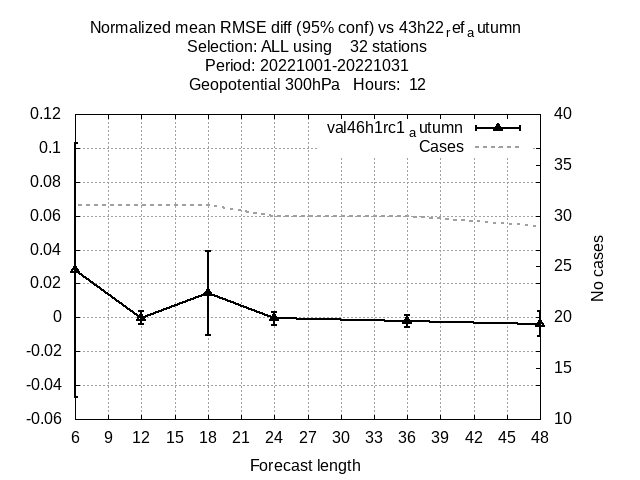 Normalized mean RMSE diff (95% conf) vs 43h22refautumn
Selection: ALL using 32 stations
Period: 20221001-20221031
Geopotential 300hPa Hours: 12
val46h1rc1autumn
Cases
0.12
0.1
0.08
0.06
0.04
0.02
0
-0.02
-0.04
-0.06
40
35
30
25
20
15
10
No cases
6 9 12 15 18 21 24 27 30 33 36 39 42 45 48
Forecast length